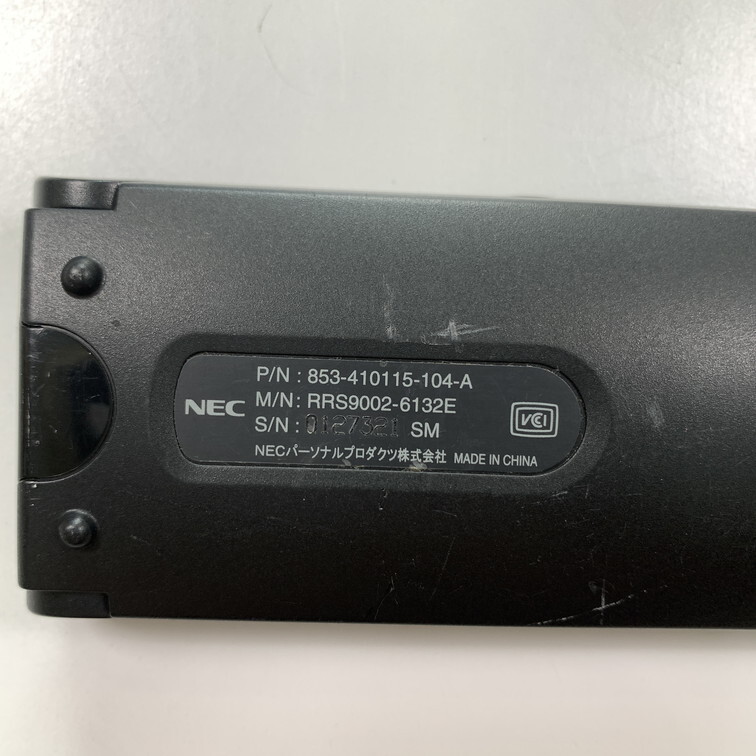 P/N : 853-410115-104-A
NEC M/N: RRS9002-6132E
S/N: 0127321 SM
NECパーソナルプロダクツ株式会社 MADE IN CHINA
VCI